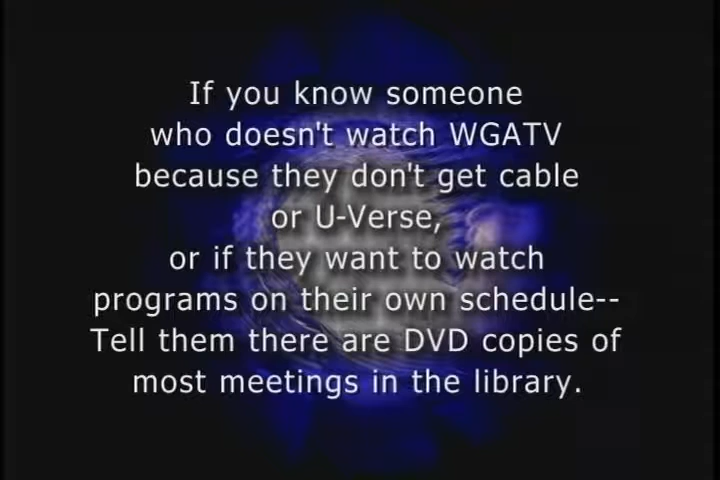 If you know someone
who doesn't watch WGATV
because they don't get cable
or U-Verse,
or if they want to watch
programs on their own schedule--
Tell them there are DVD copies of
most meetings in the library.